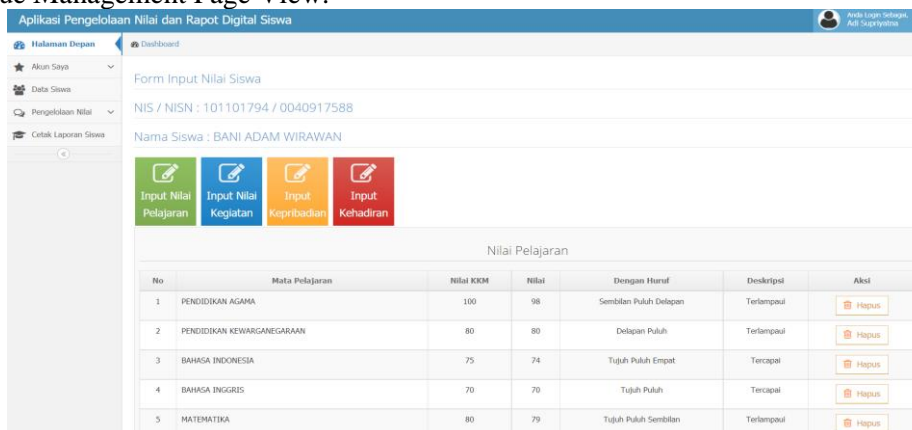 ue Management Page View.
Aplikasi Pengelolaan Nilai dan Rapot Digital Siswa
Anda Login Sebagai,
Adi Supriyatna
Halaman Depan
Dashboard
Akun Saya
Data Siswa
Pengelolaan Nilai
Cetak Laporan Siswa
Form Input Nilai Siswa
NIS / NISN : 101101794 / 0040917588
Nama Siswa : BANI ADAM WIRAWAN
Input Nilai Pelajaran
Input Nilai Kegiatan
Input Kepribadian
Input Kehadiran
Nilai Pelajaran
No Mata Pelajaran Nilai KKM Nilai Dengan Huruf Deskripsi Aksi
1 PENDIDIKAN AGAMA 100 98 Sembilan Puluh Delapan Terlampaui Hapus
2 PENDIDIKAN KEWARGANEGARAAN 80 80 Delapan Puluh Terlampaui Hapus
3 BAHASA INDONESIA 75 74 Tujuh Puluh Empat Tercapai Hapus
4 BAHASA INGGRIS 70 70 Tujuh Puluh Tercapai Hapus
5 MATEMATIKA 80 79 Tujuh Puluh Sembilan Terlampaui Hapus